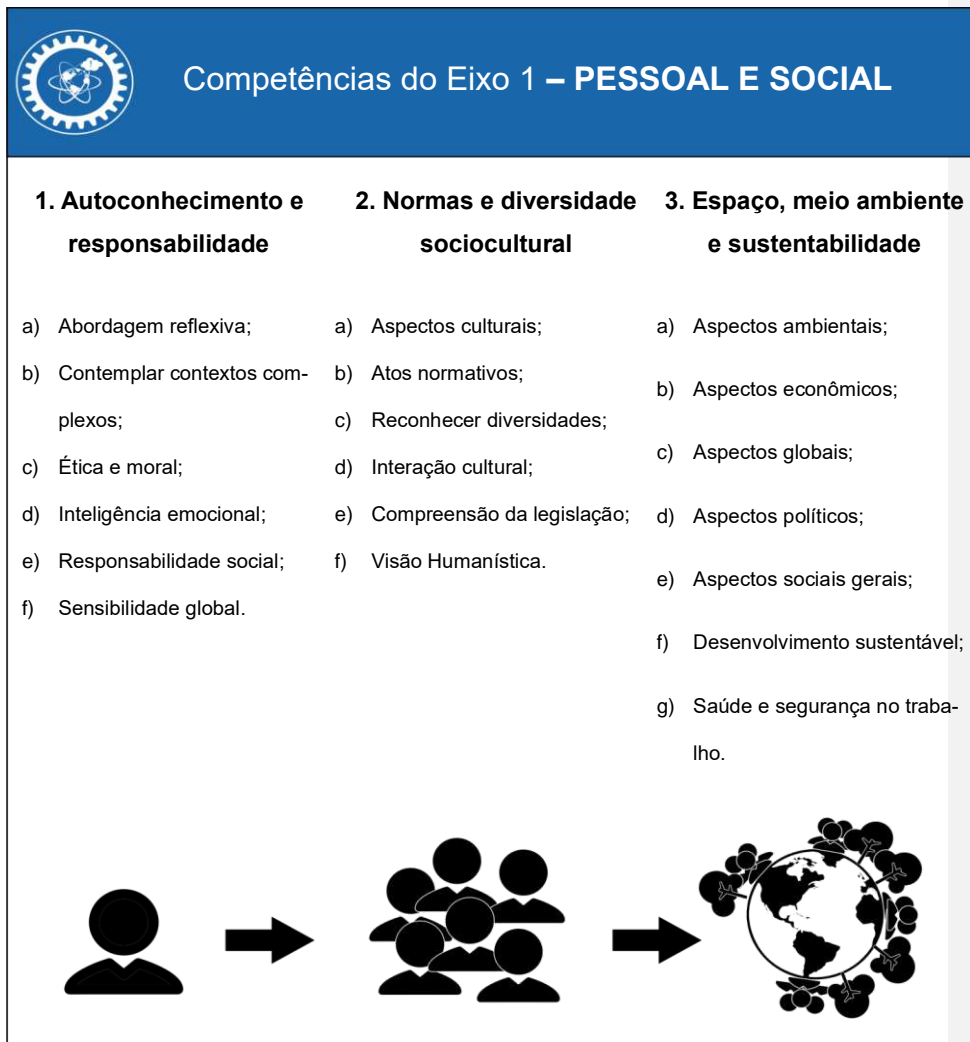 Competências do Eixo 1 – PESSOAL E SOCIAL
1. Autoconhecimento e
responsabilidade
a) Abordagem reflexiva;
b) Contemplar contextos com-
plexos;
c) Ética e moral;
d) Inteligência emocional;
e) Responsabilidade social;
f) Sensibilidade global.
2. Normas e diversidade
sociocultural
a) Aspectos culturais;
b) Atos normativos;
c) Reconhecer diversidades;
d) Interação cultural;
e) Compreensão da legislação;
f) Visão Humanística.
3. Espaço, meio ambiente
e sustentabilidade
a) Aspectos ambientais;
b) Aspectos econômicos;
c) Aspectos globais;
d) Aspectos políticos;
e) Aspectos sociais gerais;
f) Desenvolvimento sustentável;
g) Saúde e segurança no traba-
lho.